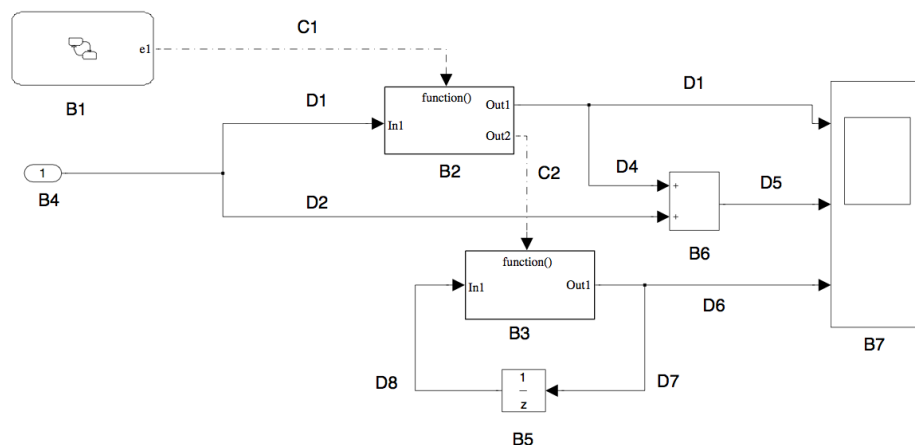 C1
e1
B1
D1
D1
function()
Out1
In1
Out2
1
B4
B2
C2
D4
D5
+
+
D2
B6
function()
In1
Out1
D6
B3
B7
D8
1
z
D7
B5